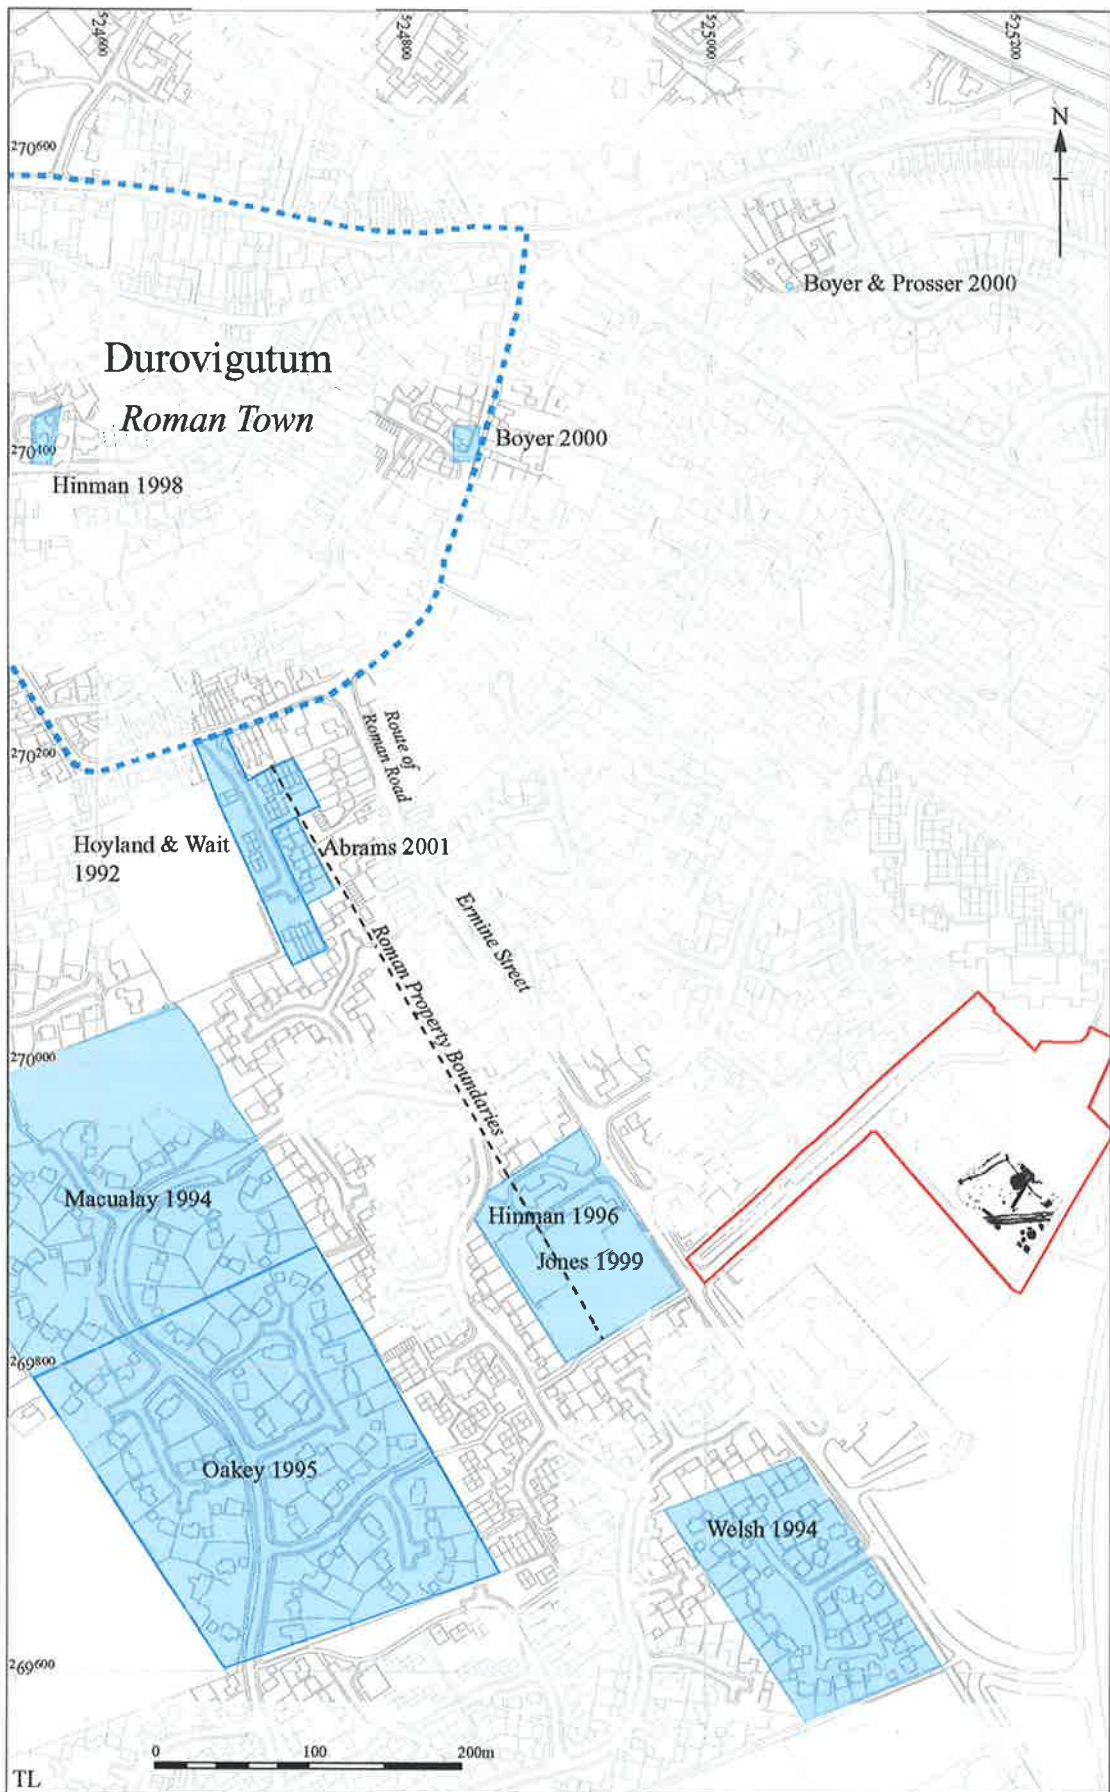 524600
524800
525000
525200
N
270600
Boyer & Prosser 2000
Durovigutum
Roman Town
Boyer 2000
270400
Hinman 1998
Route of
Roman Road
270200
Hoyland & Wait
1992
Abrams 2001
Ermine Street
Roman Property Boundaries
270000
Macualay 1994
Hinman 1996
Jones 1999
269800
Oakey 1995
Welsh 1994
269600
0 100 200m
TL